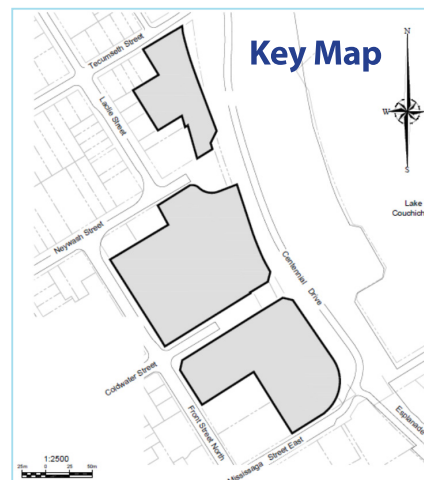 Key Map
N
W
S
Tecumseth Street
Laclie Street
Lake
Couchich
Neywash Street
Centennial Drive
Coldwater Street
Front Street North
Esplanade
Mississaga Street East
1:2500
25m 0 25 50m